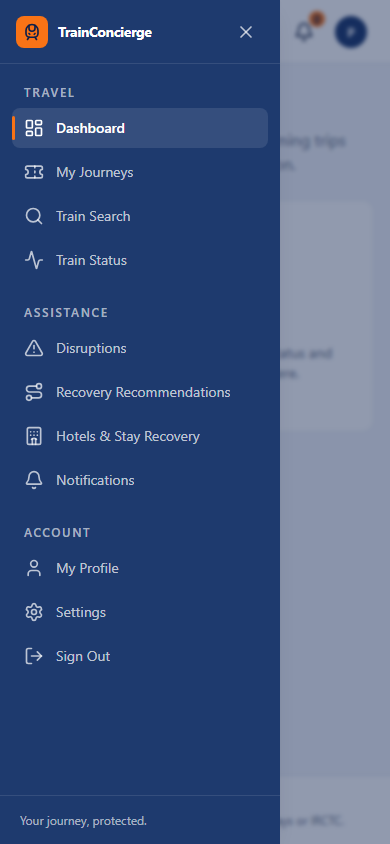 TrainConcierge
TRAVEL
Dashboard
My Journeys
Train Search
Train Status
ASSISTANCE
Disruptions
Recovery Recommendations
Hotels & Stay Recovery
Notifications
ACCOUNT
My Profile
Settings
Sign Out
Your journey, protected.